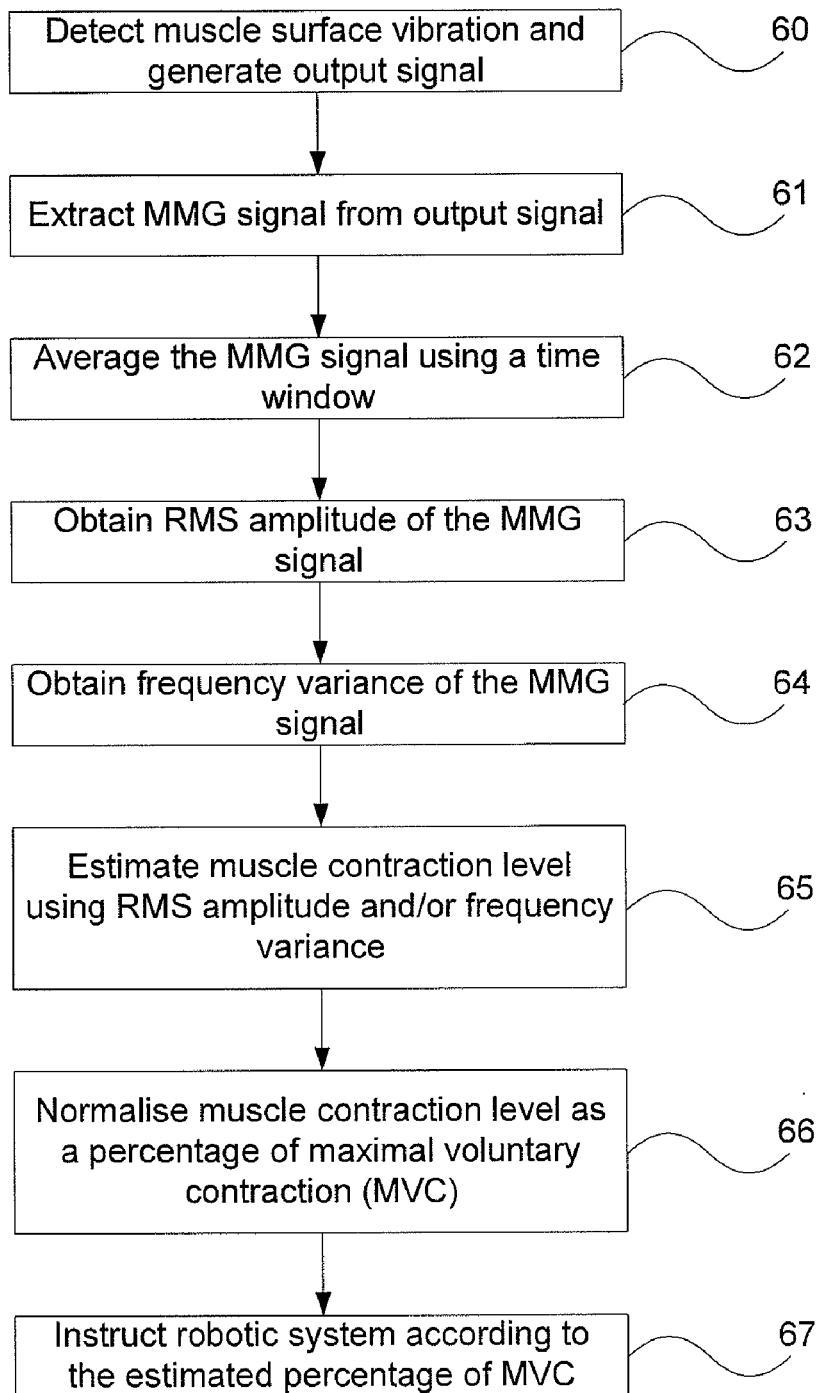 Detect muscle surface vibration and
generate output signal
60
Extract MMG signal from output signal
61
Average the MMG signal using a time
window
62
Obtain RMS amplitude of the MMG
signal
63
Obtain frequency variance of the MMG
signal
64
Estimate muscle contraction level
using RMS amplitude and/or frequency
variance
65
Normalise muscle contraction level as
a percentage of maximal voluntary
contraction (MVC)
66
Instruct robotic system according to
the estimated percentage of MVC
67